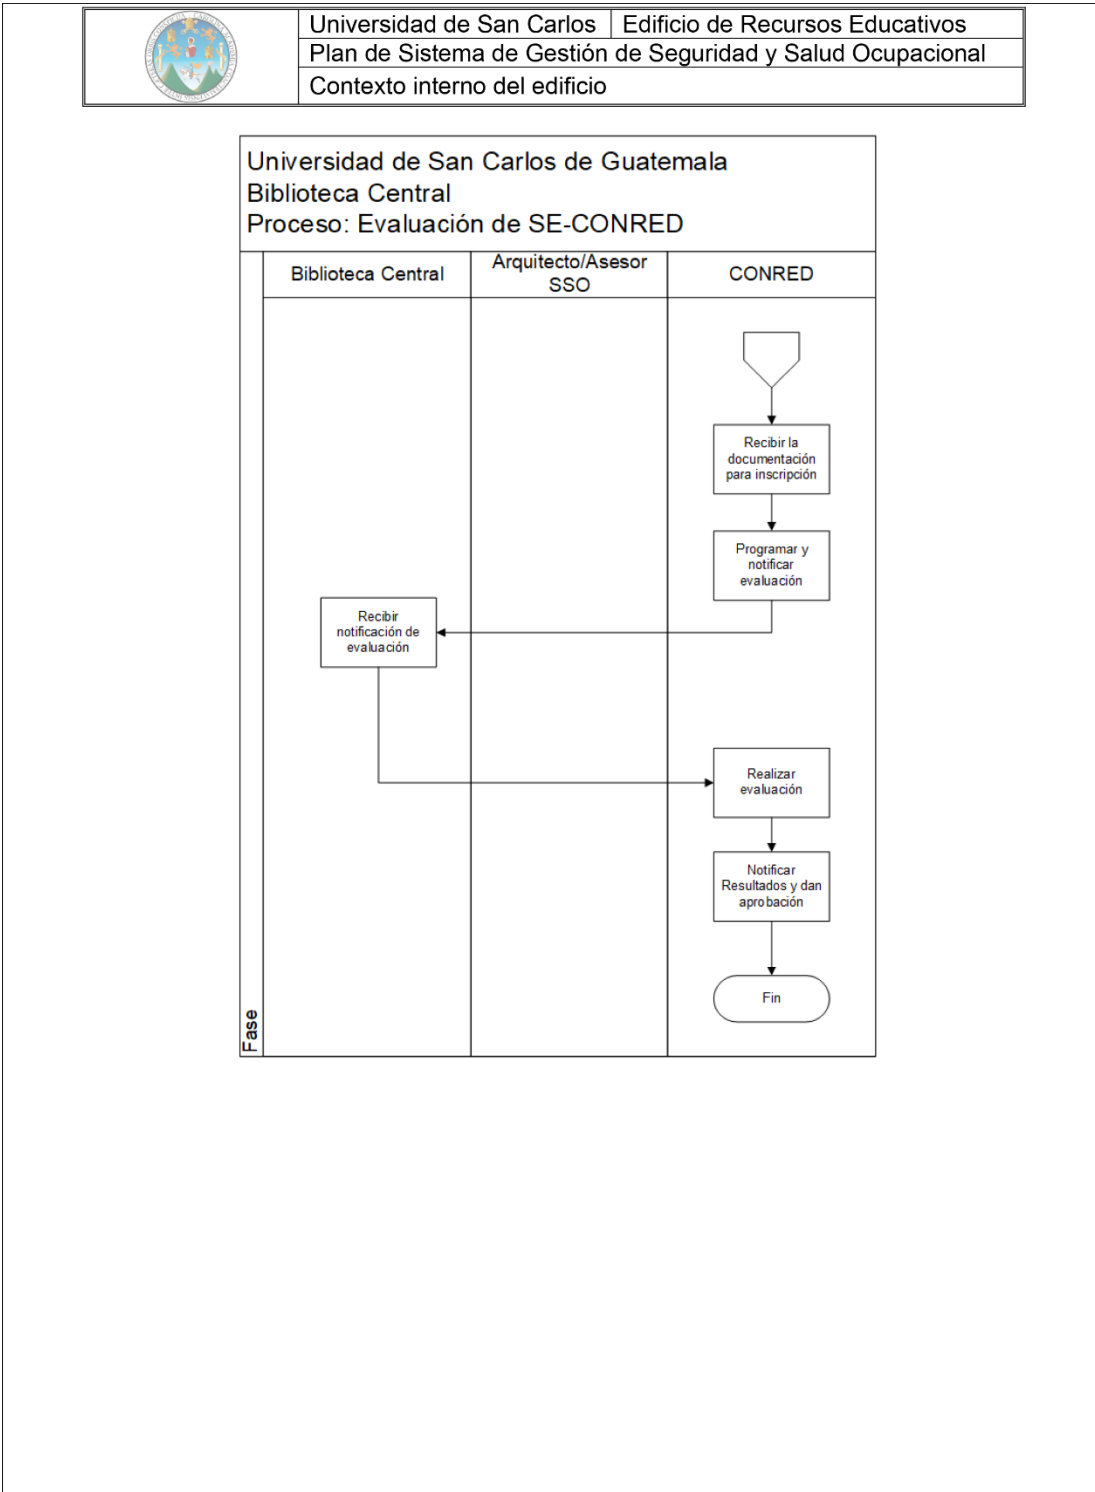 Universidad de San Carlos
Edificio de Recursos Educativos
Plan de Sistema de Gestión de Seguridad y Salud Ocupacional
Contexto interno del edificio
Universidad de San Carlos de Guatemala
Biblioteca Central
Proceso: Evaluación de SE-CONRED
Biblioteca Central
Arquitecto/Asesor
SSO
CONRED
Recibir la
documentación
para inscripción
Programar y
notificar
evaluación
Recibir
notificación de
evaluación
Realizar
evaluación
Notificar
Resultados y dan
aprobación
Fin
Fase